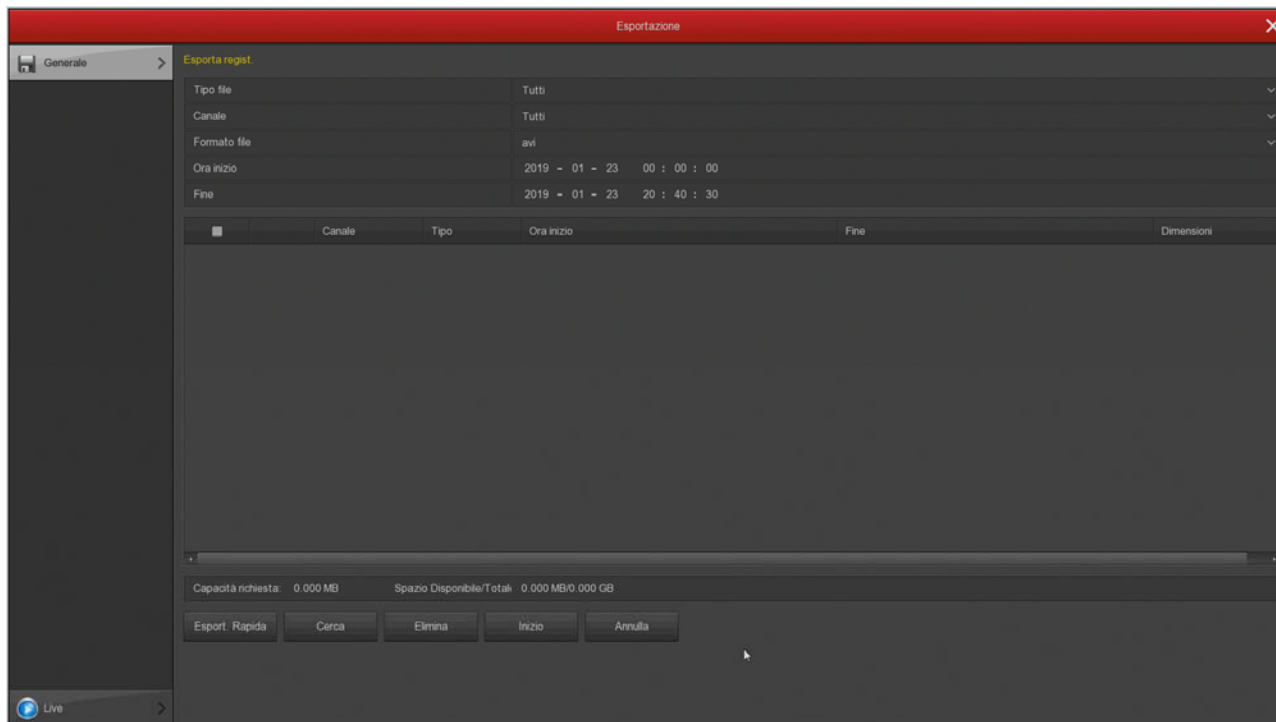 Esportazione
Generale
Esporta regist.
Tipo file Tutti
Canale Tutti
Formato file avi
Ora inizio 2019 - 01 - 23 00 : 00 : 00
Fine 2019 - 01 - 23 20 : 40 : 30
Canale Tipo Ora inizio Fine Dimensioni
Capacità richiesta: 0.000 MB Spazio Disponibile/Total 0.000 MB/0.000 GB
Esport. Rapida Cerca Elimina Inizio Annulla
Live